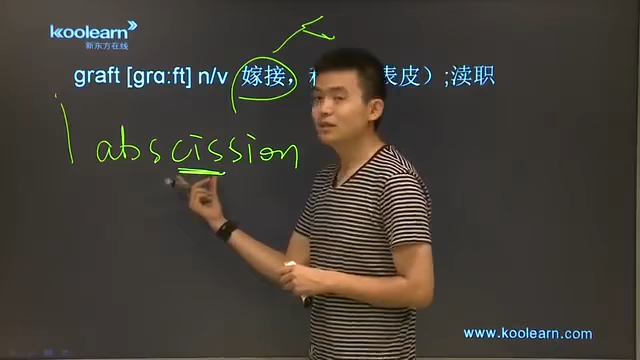 koolearn
新东方在线
graft [grɑ:ft] n/v 嫁接，表皮）;渎职
abscission
www.koolearn.com